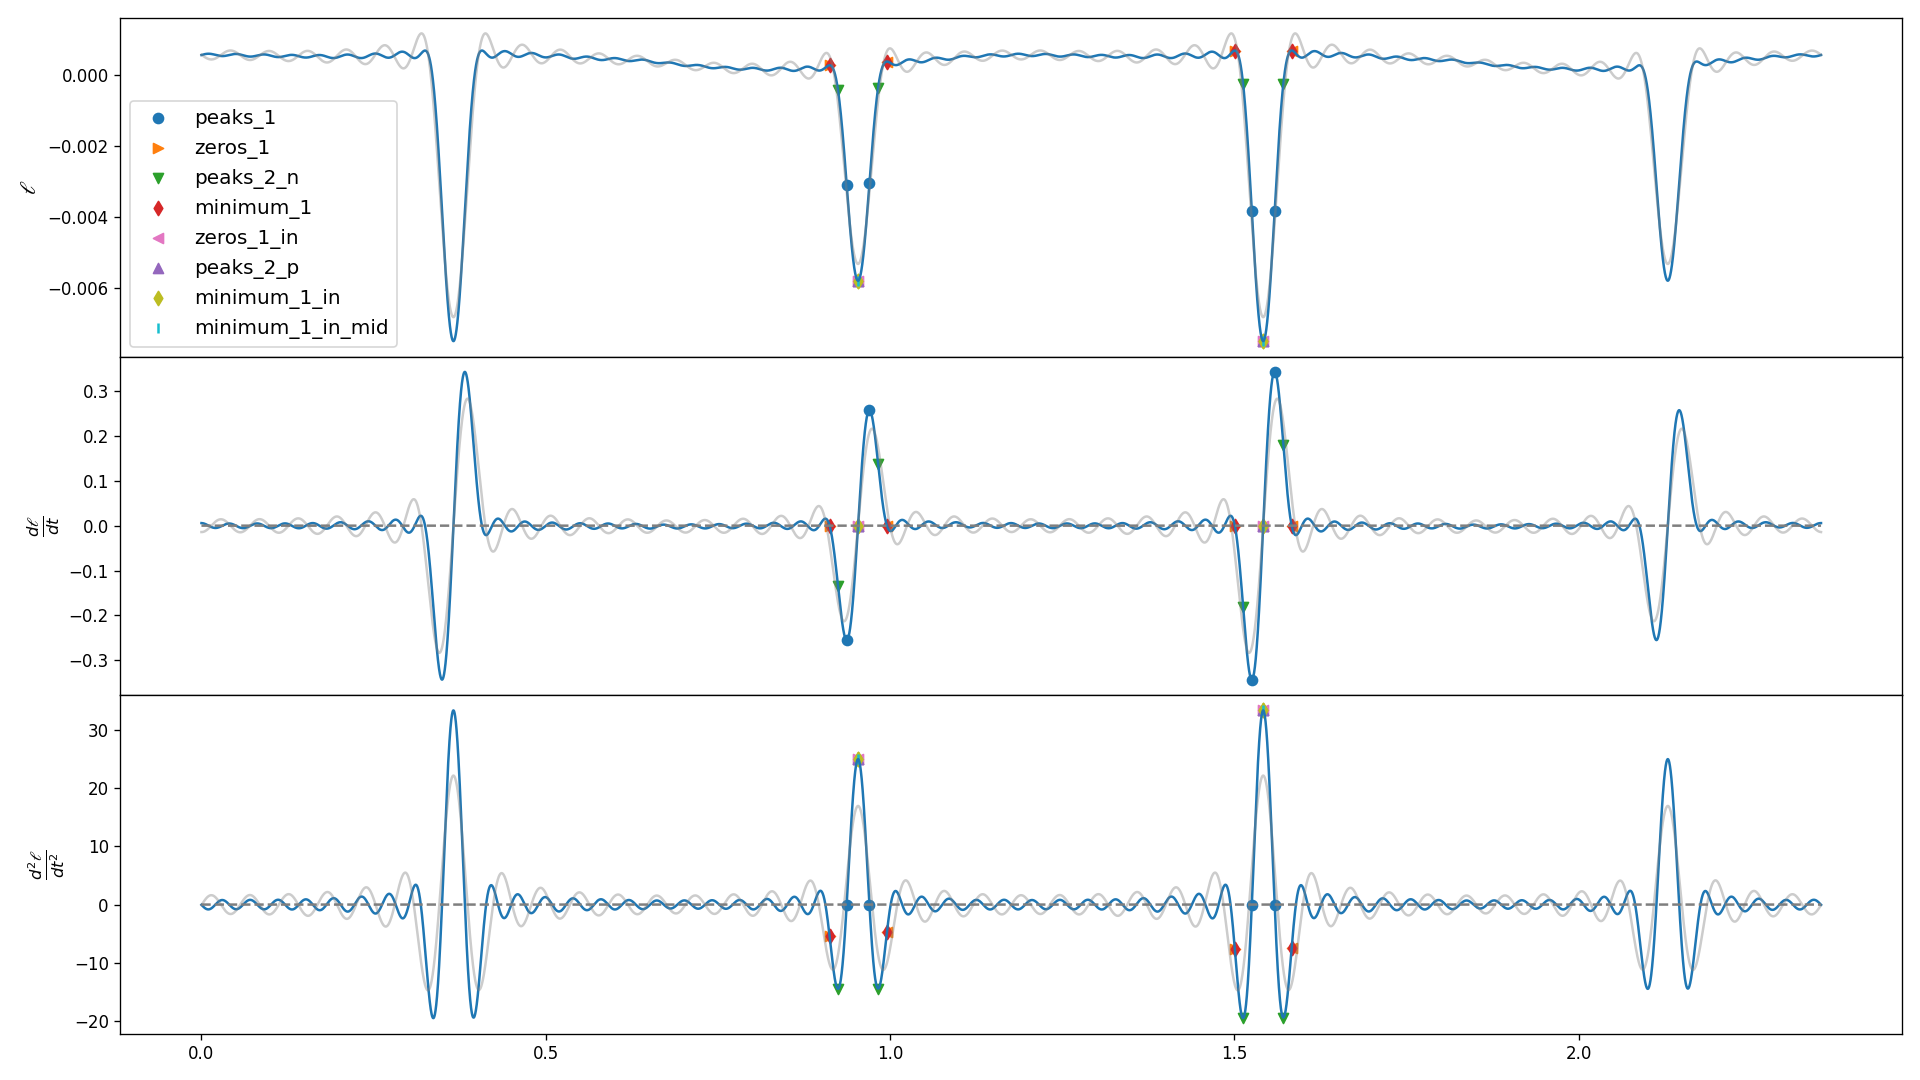 0.000
−0.002
−0.004
−0.006
ℓ
peaks_1
zeros_1
peaks_2_n
minimum_1
zeros_1_in
peaks_2_p
minimum_1_in
minimum_1_in_mid
0.3
0.2
0.1
0.0
−0.1
−0.2
−0.3
dℓ/dt
30
20
10
0
−10
−20
d²ℓ/dt²
0.0 0.5 1.0 1.5 2.0